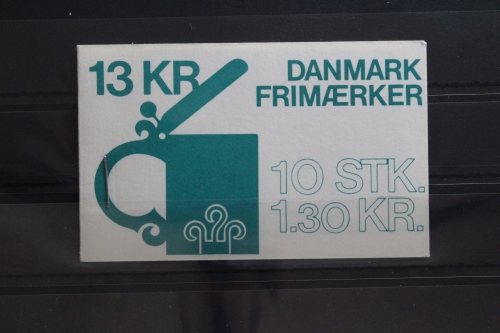 13 KR
DANMARK
FRIMÆRKER
10 STK.
1.30 KR.